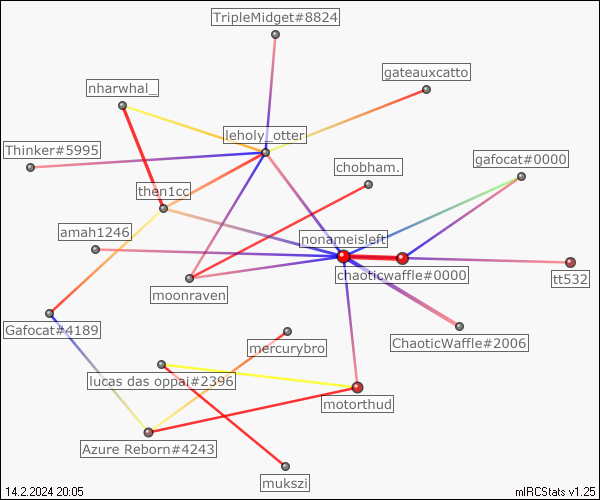 TripleMidget#8824
gateauxcatto
nharwhal_
leholy_otter
Thinker#5995
chobham.
gafocat#0000
then1cc
amah1246
nonameisleft
chaoticwaffle#0000
tt532
moonraven
Gafocat#4189
mercurybro
ChaoticWaffle#2006
lucas das oppai#2396
motorthud
Azure Reborn#4243
mukszi
14.2.2024 20:05
mIRCStats v1.25